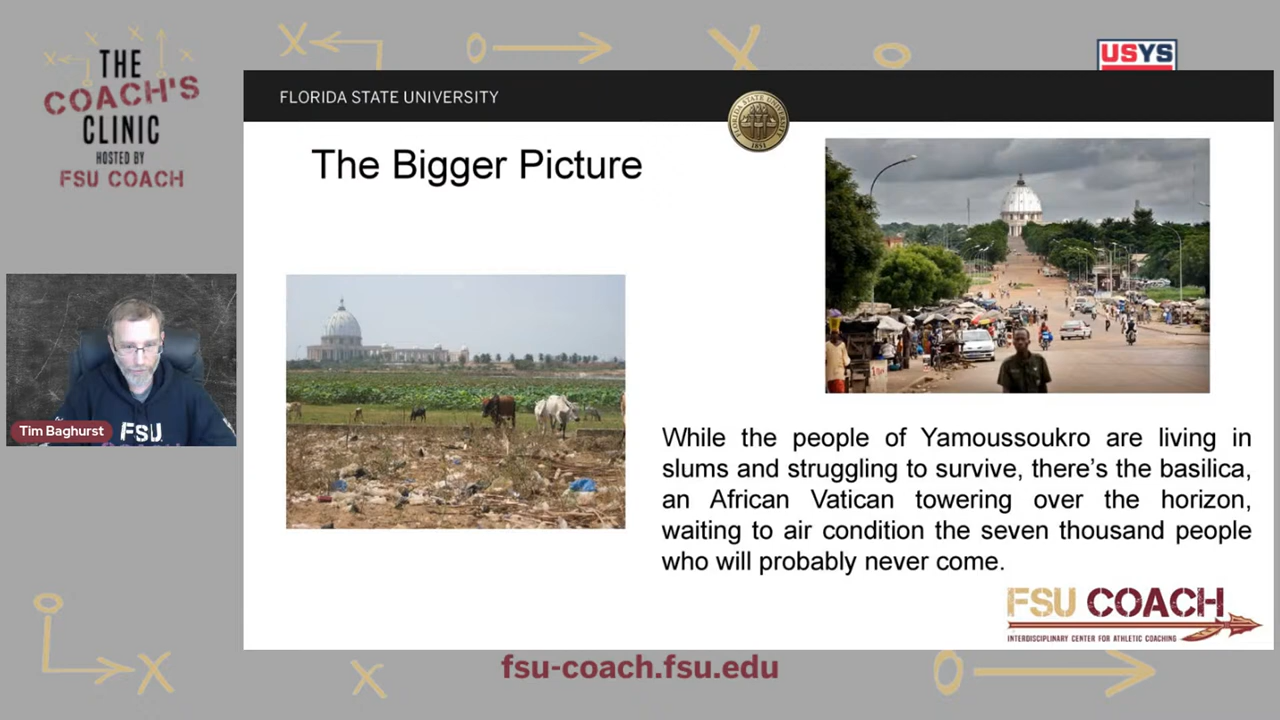 THE
COACH'S
CLINIC
HOSTED BY
FSU COACH
USYS
FLORIDA STATE UNIVERSITY
The Bigger Picture
Tim Baghurst
FSU
While the people of Yamoussoukro are living in
slums and struggling to survive, there's the basilica,
an African Vatican towering over the horizon,
waiting to air condition the seven thousand people
who will probably never come.
FSU COACH
INTERDISCIPLINARY CENTER FOR ATHLETIC COACHING
fsu-coach.fsu.edu